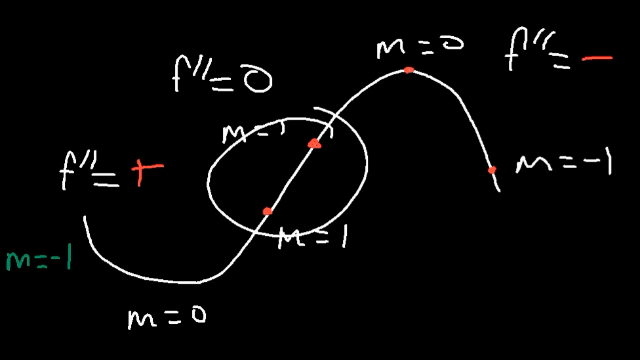 m = 0
f'' = -
f'' = 0
m = 1
m = -1
f'' = +
m = 1
m = -1
m = 0